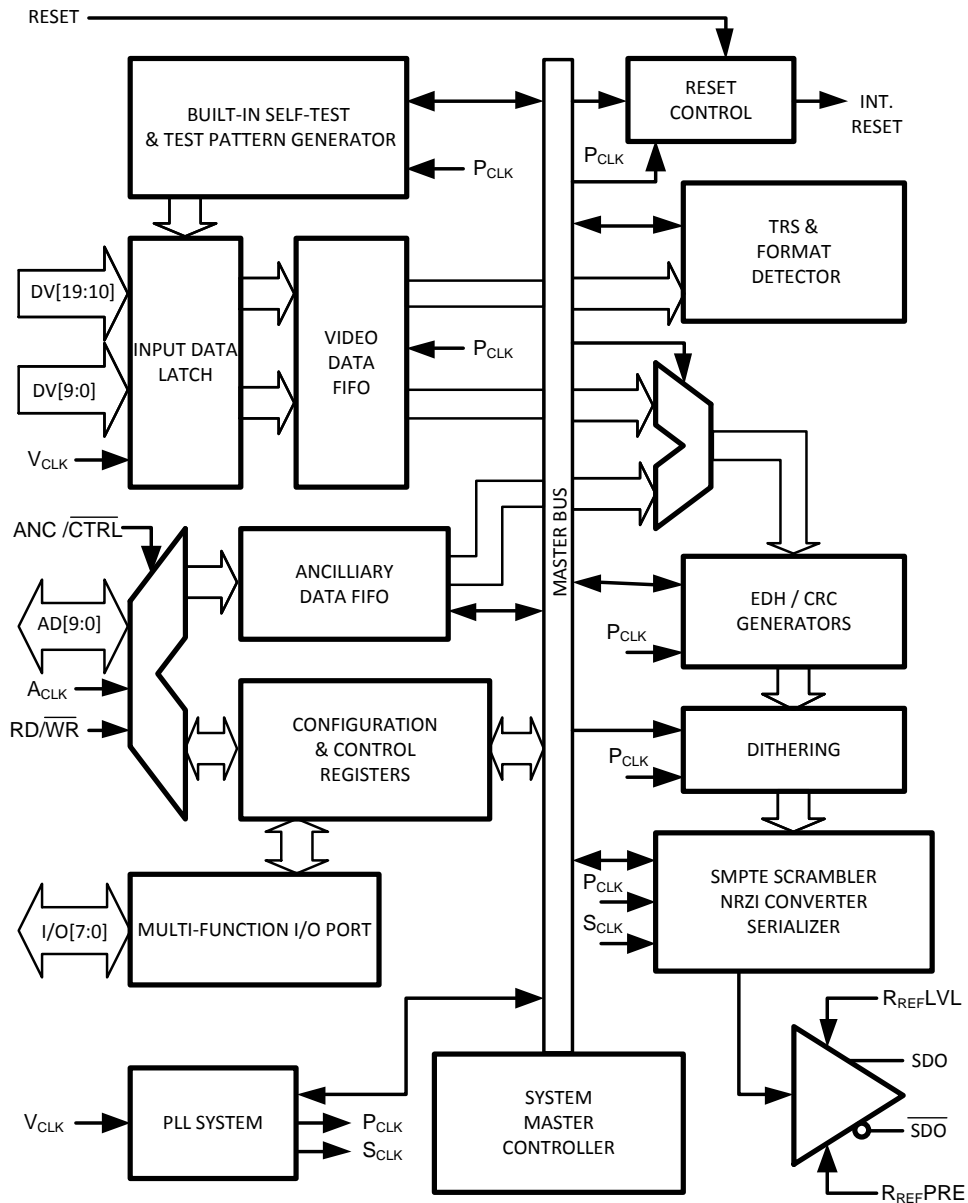 RESET
BUILT-IN SELF-TEST
& TEST PATTERN GENERATOR
RESET
CONTROL
INT.
RESET
PCLK
PCLK
TRS &
FORMAT
DETECTOR
DV[19:10]
INPUT DATA
LATCH
VIDEO
DATA
FIFO
PCLK
DV[9:0]
VCLK
MASTER BUS
ANC /CTRL
ANCILLIARY
DATA FIFO
AD[9:0]
EDH / CRC
GENERATORS
PCLK
ACLK
RD/WR
CONFIGURATION
& CONTROL
REGISTERS
DITHERING
PCLK
SMPTE SCRAMBLER
NRZI CONVERTER
SERIALIZER
PCLK
SCLK
I/O[7:0]
MULTI-FUNCTION I/O PORT
RREFLVL
SDO
SDO
RREFPRE
VCLK
PLL SYSTEM
PCLK
SCLK
SYSTEM
MASTER
CONTROLLER